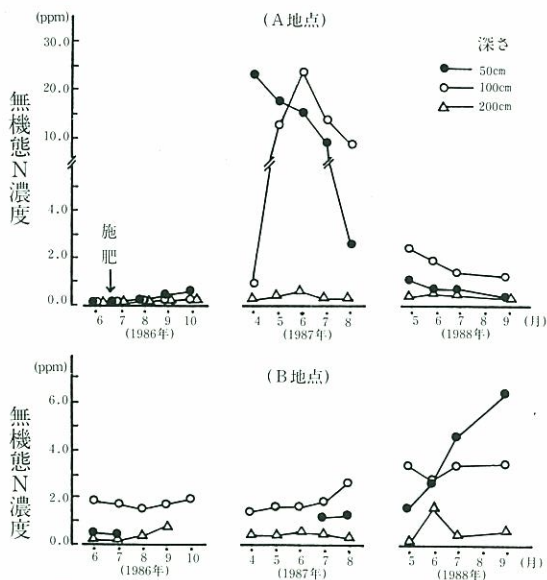 (ppm)
(A地点)
30.0
20.0
10.0
4.0
2.0
0.0
無機態N濃度
深さ
50cm
100cm
200cm
施肥
6 7 8 9 10
(1986年)
4 5 6 7 8
(1987年)
5 6 7 9 (月)
(1988年)
(ppm)
(B地点)
6.0
4.0
2.0
0.0
無機態N濃度
6 7 8 9 10
(1986年)
4 5 6 7 8
(1987年)
5 6 7 9 (月)
(1988年)